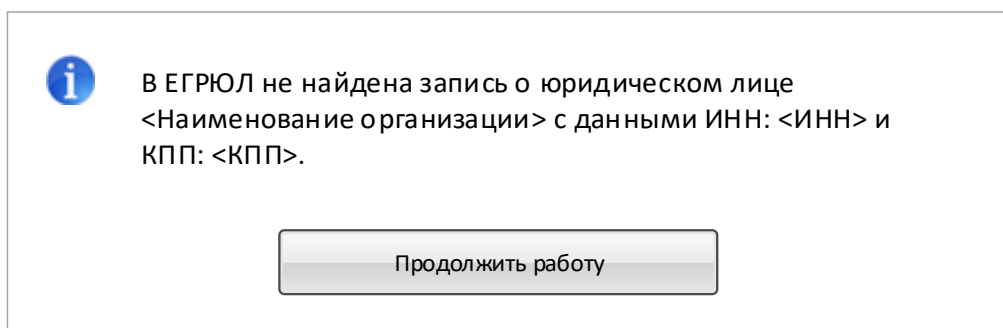 В ЕГРЮЛ не найдена запись о юридическом лице
<Наименование организации> с данными ИНН: <ИНН> и
КПП: <КПП>.
Продолжить работу